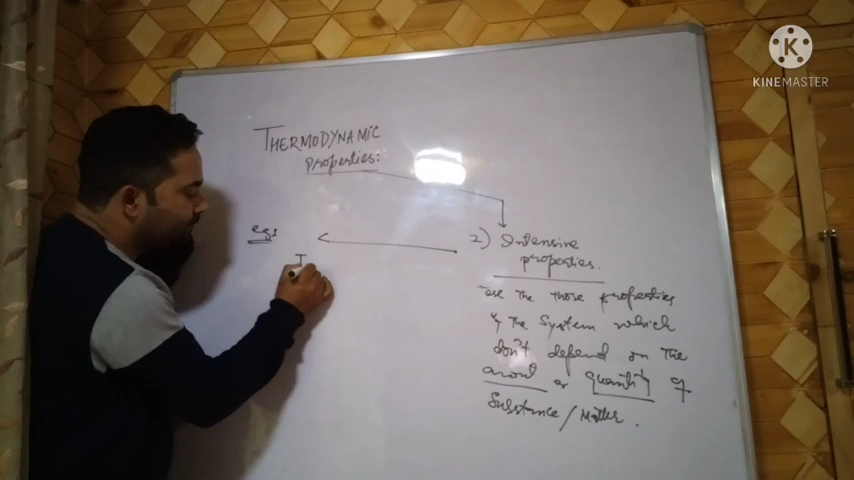 THERMODYNAMIC
properties:
egs
2) Intensive
properties.
are the those properties
of the system which
don't depend on the
or quantity of
Substance/Matter.
K
KINEMASTER